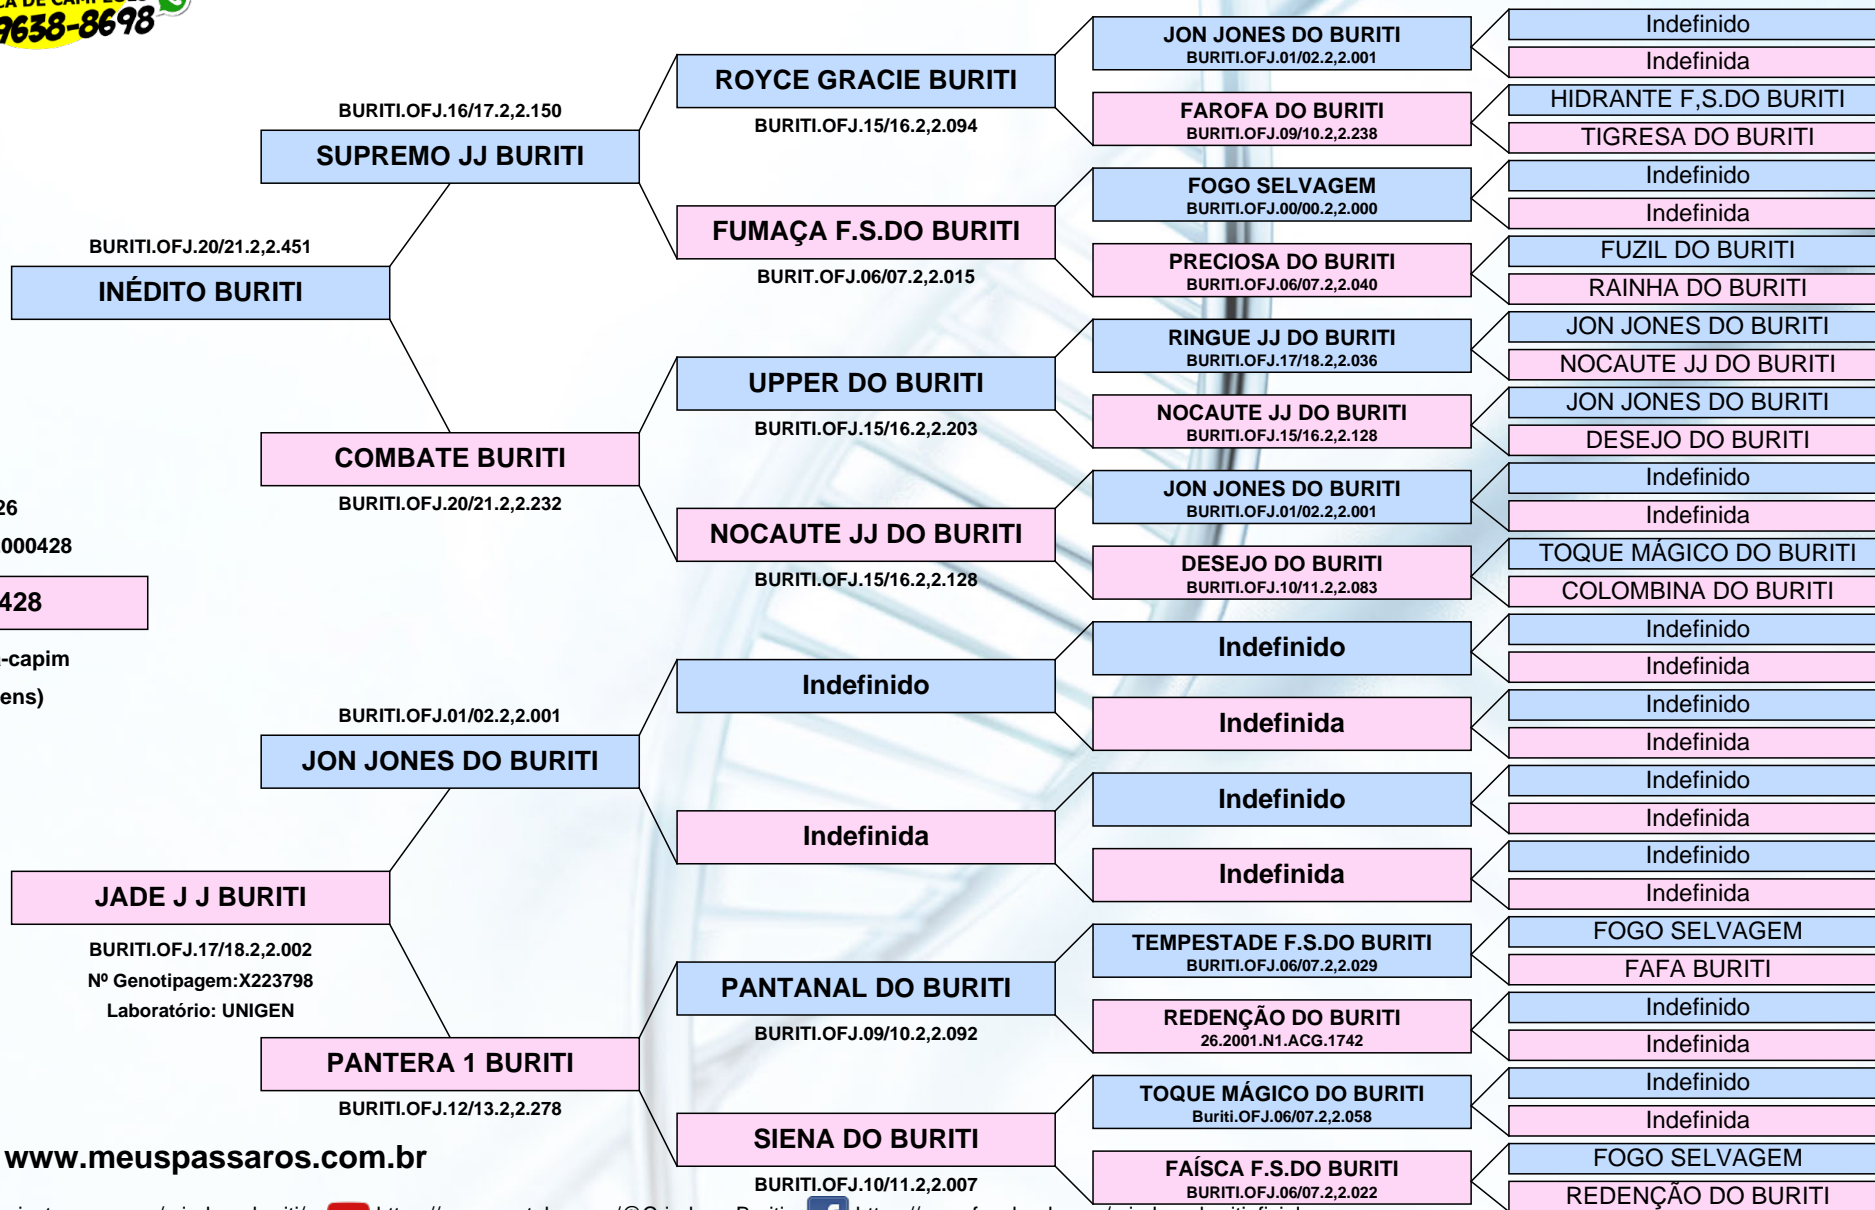 9638-8698
BURITI.OFJ.20/21.2,2.451
INÉDITO BURITI
26
000428
428
-capim
ens)
JADE J J BURITI
BURITI.OFJ.17/18.2,2.002
Nº Genotipagem:X223798
Laboratório: UNIGEN
BURITI.OFJ.16/17.2,2.150
SUPREMO JJ BURITI
COMBATE BURITI
BURITI.OFJ.20/21.2,2.232
BURITI.OFJ.01/02.2,2.001
JON JONES DO BURITI
PANTERA 1 BURITI
BURITI.OFJ.12/13.2,2.278
ROYCE GRACIE BURITI
BURITI.OFJ.15/16.2,2.094
FUMAÇA F.S.DO BURITI
BURIT.OFJ.06/07.2,2.015
UPPER DO BURITI
BURITI.OFJ.15/16.2,2.203
NOCAUTE JJ DO BURITI
BURITI.OFJ.15/16.2,2.128
Indefinido
Indefinida
PANTANAL DO BURITI
BURITI.OFJ.09/10.2,2.092
SIENA DO BURITI
BURITI.OFJ.10/11.2,2.007
JON JONES DO BURITI
BURITI.OFJ.01/02.2,2.001
FAROFA DO BURITI
BURITI.OFJ.09/10.2,2.238
FOGO SELVAGEM
BURITI.OFJ.00/00.2,2.000
PRECIOSA DO BURITI
BURITI.OFJ.06/07.2,2.040
RINGUE JJ DO BURITI
BURITI.OFJ.17/18.2,2.036
NOCAUTE JJ DO BURITI
BURITI.OFJ.15/16.2,2.128
JON JONES DO BURITI
BURITI.OFJ.01/02.2,2.001
DESEJO DO BURITI
BURITI.OFJ.10/11.2,2.083
Indefinido
Indefinida
Indefinido
Indefinida
TEMPESTADE F.S.DO BURITI
BURITI.OFJ.06/07.2,2.029
REDENÇÃO DO BURITI
26.2001.N1.ACG.1742
TOQUE MÁGICO DO BURITI
Buriti.OFJ.06/07.2,2.058
FAÍSCA F.S.DO BURITI
BURITI.OFJ.06/07.2,2.022
Indefinido
Indefinida
HIDRANTE F,S.DO BURITI
TIGRESA DO BURITI
Indefinido
Indefinida
FUZIL DO BURITI
RAINHA DO BURITI
JON JONES DO BURITI
NOCAUTE JJ DO BURITI
JON JONES DO BURITI
DESEJO DO BURITI
Indefinido
Indefinida
TOQUE MÁGICO DO BURITI
COLOMBINA DO BURITI
Indefinido
Indefinida
Indefinido
Indefinida
Indefinido
Indefinida
Indefinido
Indefinida
FOGO SELVAGEM
FAFA BURITI
Indefinido
Indefinida
Indefinido
Indefinida
FOGO SELVAGEM
REDENÇÃO DO BURITI
www.meuspassaros.com.br